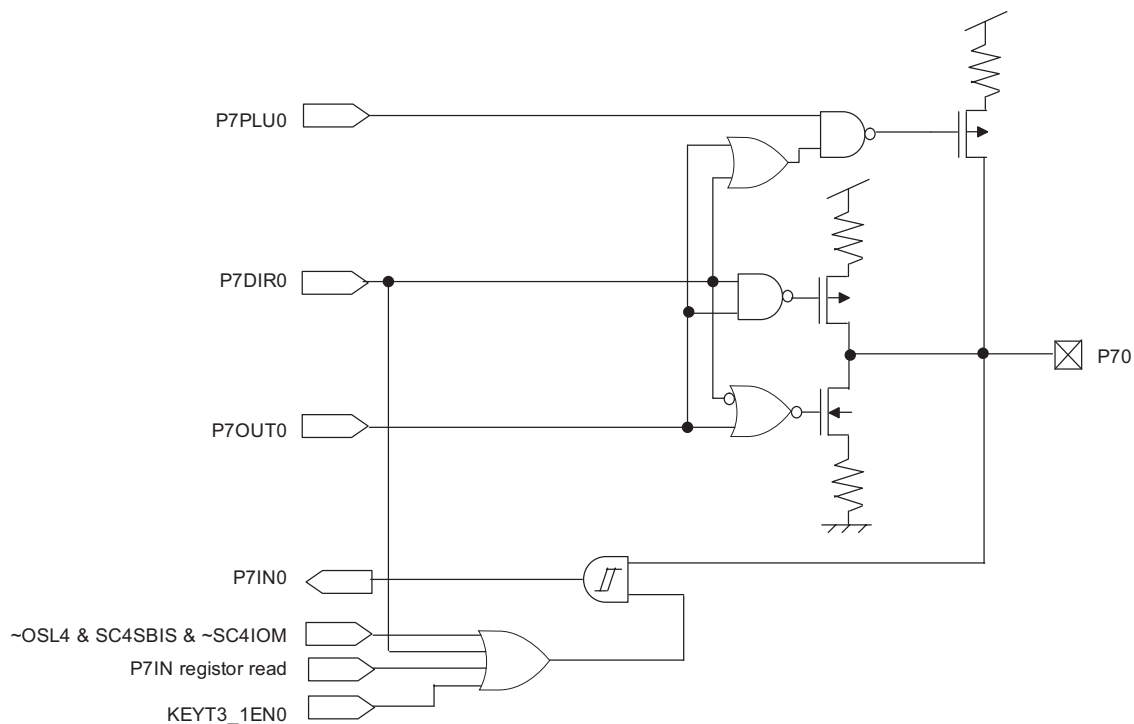 P7PLU0
P7DIR0
P70
P7OUT0
P7IN0
~OSL4 & SC4SBIS & ~SC4IOM
P7IN registor read
KEYT3_1EN0